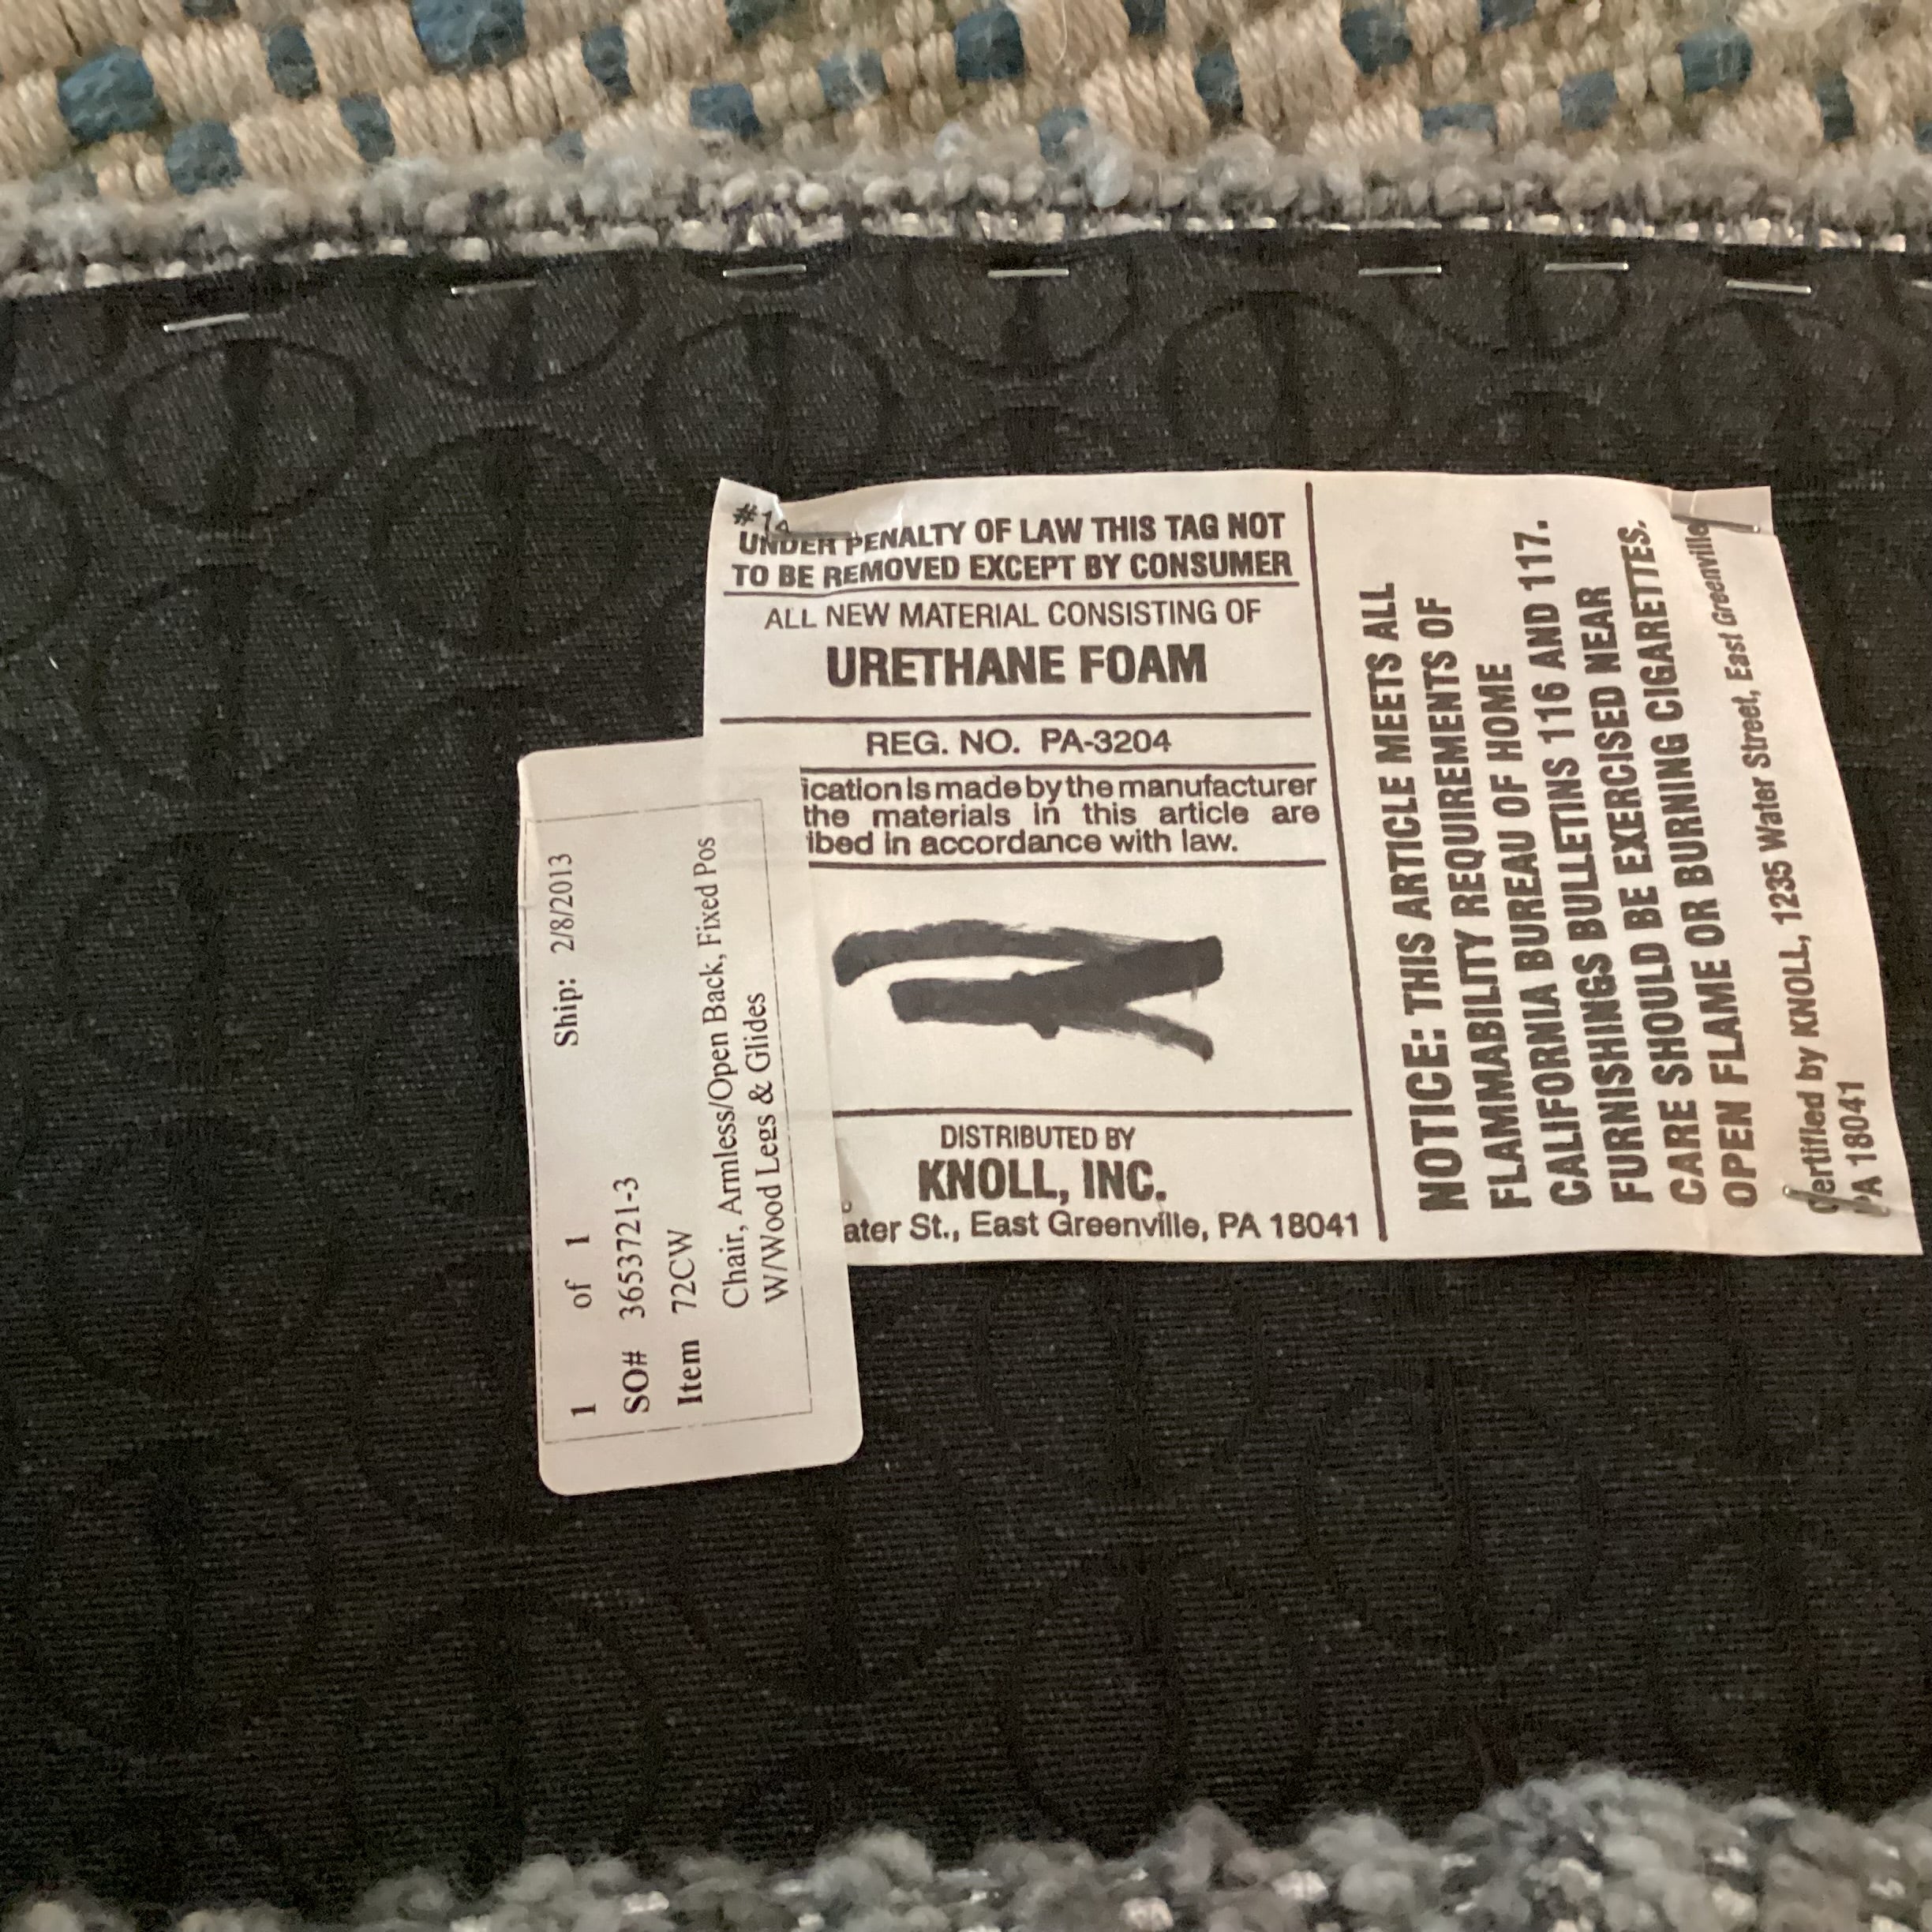 #10
UNDER PENALTY OF LAW THIS TAG NOT
TO BE REMOVED EXCEPT BY CONSUMER
ALL NEW MATERIAL CONSISTING OF
URETHANE FOAM
REG. NO. PA-3204
ication is made by the manufacturer
the materials in this article are
ibed in accordance with law.
DISTRIBUTED BY
KNOLL, INC.
ater St., East Greenville, PA 18041
NOTICE: THIS ARTICLE MEETS ALL
FLAMMABILITY REQUIREMENTS OF
CALIFORNIA BUREAU OF HOME
FURNISHINGS BULLETINS 116 AND 117.
CARE SHOULD BE EXERCISED NEAR
OPEN FLAME OR BURNING CIGARETTES.
Certified by KNOLL, 1235 Water Street, East Greenville
PA 18041
1 of 1 Ship: 2/8/2013
SO# 3653721-3
Item 72CW
Chair, Armless/Open Back, Fixed Pos
W/Wood Legs & Glides